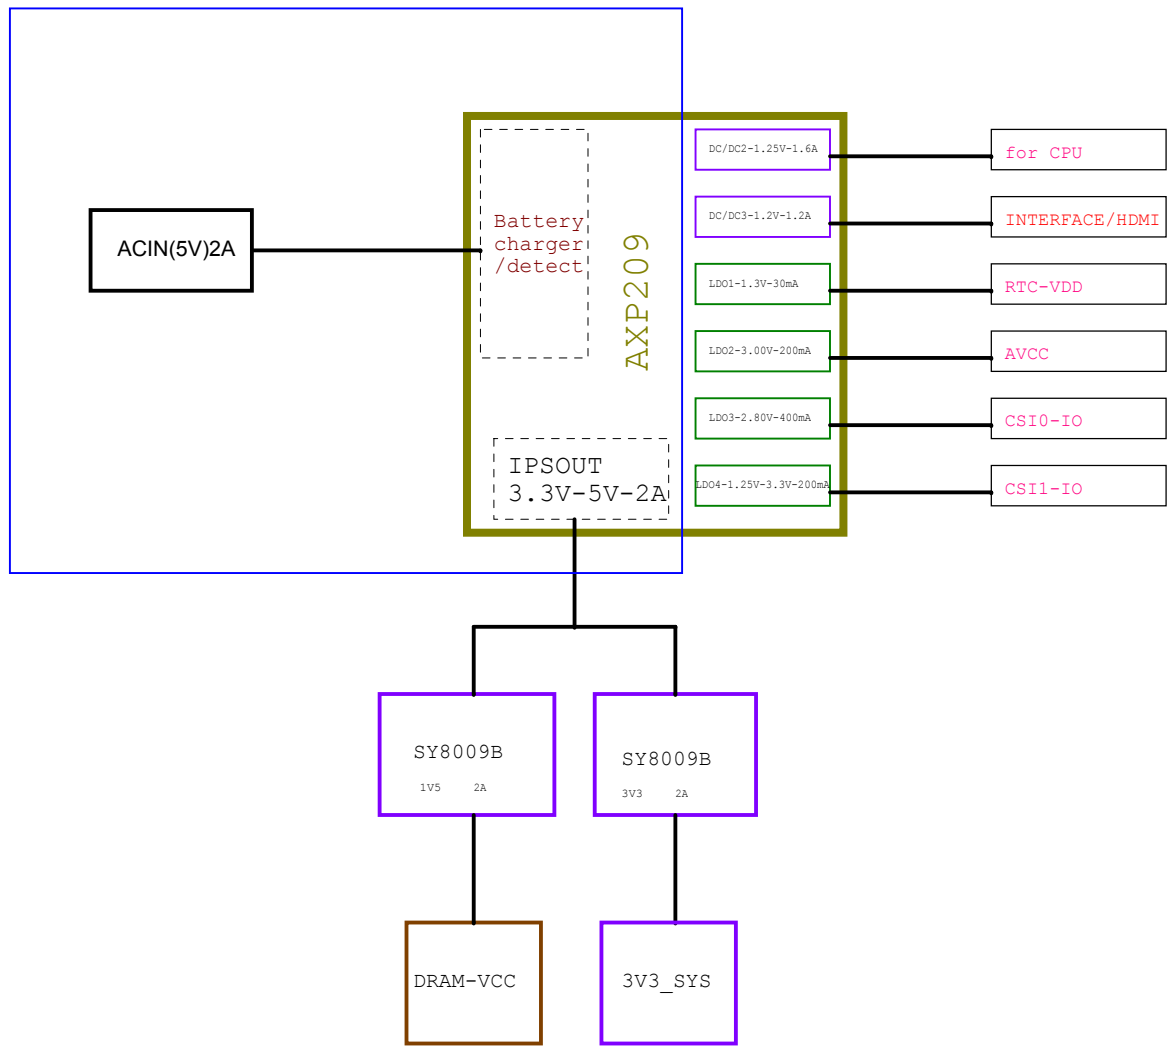 DC/DC2-1.25V-1.6A
for CPU
Battery
charger
/detect
DC/DC3-1.2V-1.2A
INTERFACE/HDMI
ACIN(5V)2A
AXP209
LDO1-1.3V-30mA
RTC-VDD
LDO2-3.00V-200mA
AVCC
LDO3-2.80V-400mA
CSI0-IO
IPSOUT
3.3V-5V-2A
LDO4-1.25V-3.3V-200mA
CSI1-IO
SY8009B
1V5 2A
SY8009B
3V3 2A
DRAM-VCC
3V3_SYS